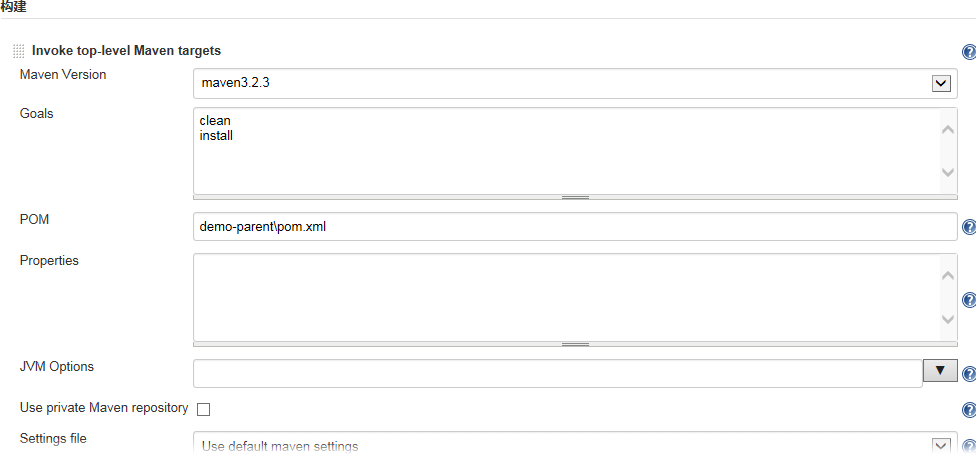 构建
Invoke top-level Maven targets
Maven Version
maven3.2.3
Goals
clean
install
POM
demo-parent\pom.xml
Properties
JVM Options
Use private Maven repository
Settings file
Use default maven settings